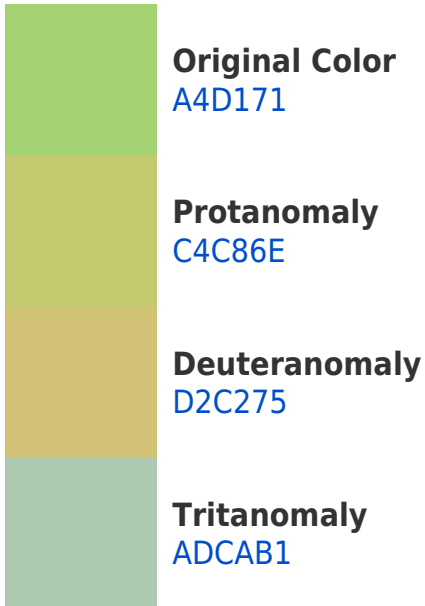 Original Color
A4D171
Protanomaly
C4C86E
Deuteranomaly
D2C275
Tritanomaly
ADCAB1